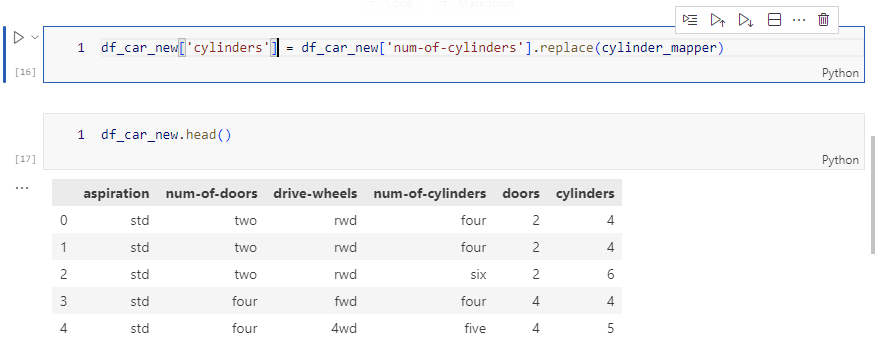 1 df_car_new['cylinders'] = df_car_new['num-of-cylinders'].replace(cylinder_mapper)
[16]
Python
1 df_car_new.head()
[17]
Python
...
aspiration num-of-doors drive-wheels num-of-cylinders doors cylinders
0 std two rwd four 2 4
1 std two rwd four 2 4
2 std two rwd six 2 6
3 std four fwd four 4 4
4 std four 4wd five 4 5